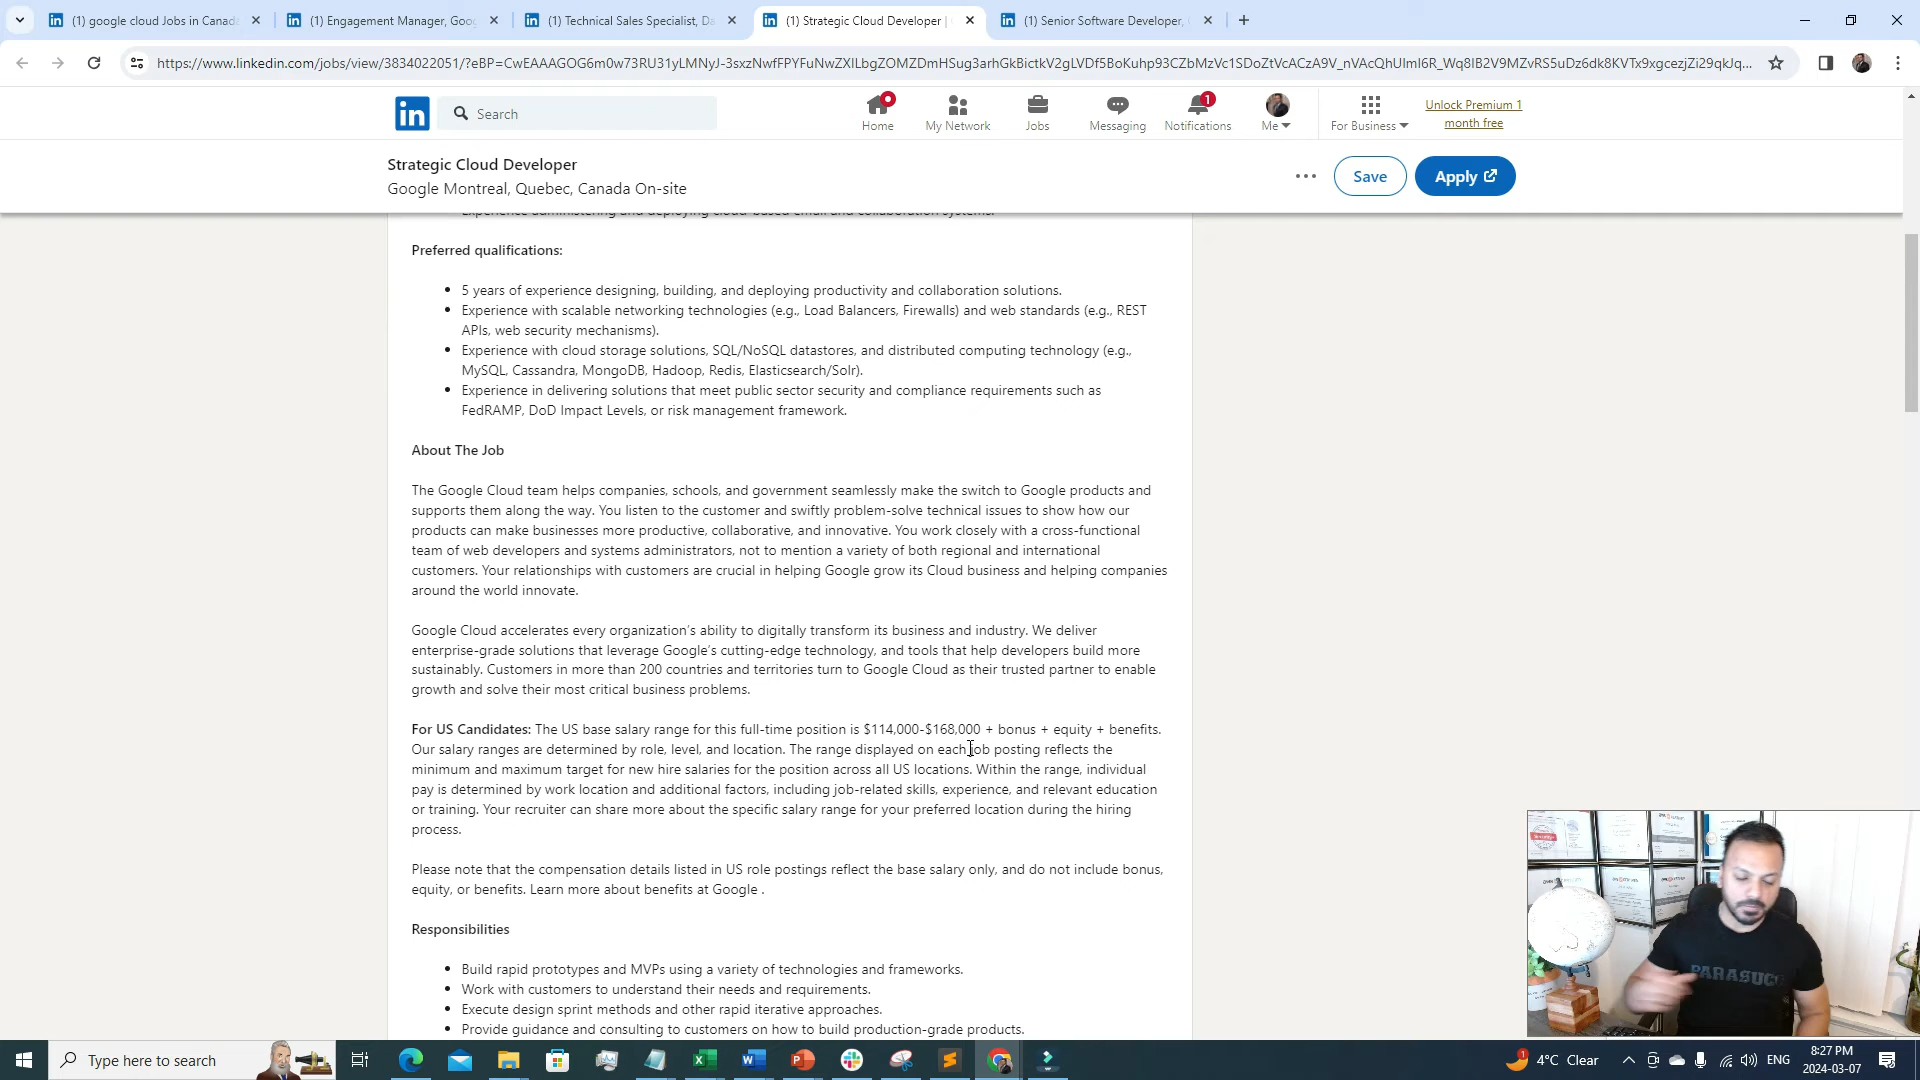 (1) google cloud Jobs in Canada
(1) Engagement Manager, Goog
(1) Technical Sales Specialist, Da
(1) Strategic Cloud Developer |
(1) Senior Software Developer,
https://www.linkedin.com/jobs/view/3834022051/?eBP=
in
Search
Home
My Network
Jobs
Messaging
1
Notifications
Me
For Business
Unlock Premium 1
month free
Strategic Cloud Developer
Google Montreal, Quebec, Canada On-site
Save
Apply
Experience administering and deploying cloud-based email and collaboration systems.
Preferred qualifications:
• 5 years of experience designing, building, and deploying productivity and collaboration solutions.
• Experience with scalable networking technologies (e.g., Load Balancers, Firewalls) and web standards (e.g., REST
APIs, web security mechanisms).
• Experience with cloud storage solutions, SQL/NoSQL datastores, and distributed computing technology (e.g.,
MySQL, Cassandra, MongoDB, Hadoop, Redis, Elasticsearch/Solr).
• Experience in delivering solutions that meet public sector security and compliance requirements such as
FedRAMP, DoD Impact Levels, or risk management framework.
About The Job
The Google Cloud team helps companies, schools, and government seamlessly make the switch to Google products and
supports them along the way. You listen to the customer and swiftly problem-solve technical issues to show how our
products can make businesses more productive, collaborative, and innovative. You work closely with a cross-functional
team of web developers and systems administrators, not to mention a variety of both regional and international
customers. Your relationships with customers are crucial in helping Google grow its Cloud business and helping companies
around the world innovate.
Google Cloud accelerates every organization’s ability to digitally transform its business and industry. We deliver
enterprise-grade solutions that leverage Google’s cutting-edge technology, and tools that help developers build more
sustainably. Customers in more than 200 countries and territories turn to Google Cloud as their trusted partner to enable
growth and solve their most critical business problems.
For US Candidates: The US base salary range for this full-time position is $114,000-$168,000 + bonus + equity + benefits.
Our salary ranges are determined by role, level, and location. The range displayed on each job posting reflects the
minimum and maximum target for new hire salaries for the position across all US locations. Within the range, individual
pay is determined by work location and additional factors, including job-related skills, experience, and relevant education
or training. Your recruiter can share more about the specific salary range for your preferred location during the hiring
process.
Please note that the compensation details listed in US role postings reflect the base salary only, and do not include bonus,
equity, or benefits. Learn more about benefits at Google .
Responsibilities
• Build rapid prototypes and MVPs using a variety of technologies and frameworks.
• Work with customers to understand their needs and requirements.
• Execute design sprint methods and other rapid iterative approaches.
• Provide guidance and consulting to customers on how to build production-grade products.
PARASUCO
Type here to search
1
4°C Clear
ENG
8:27 PM
2024-03-07